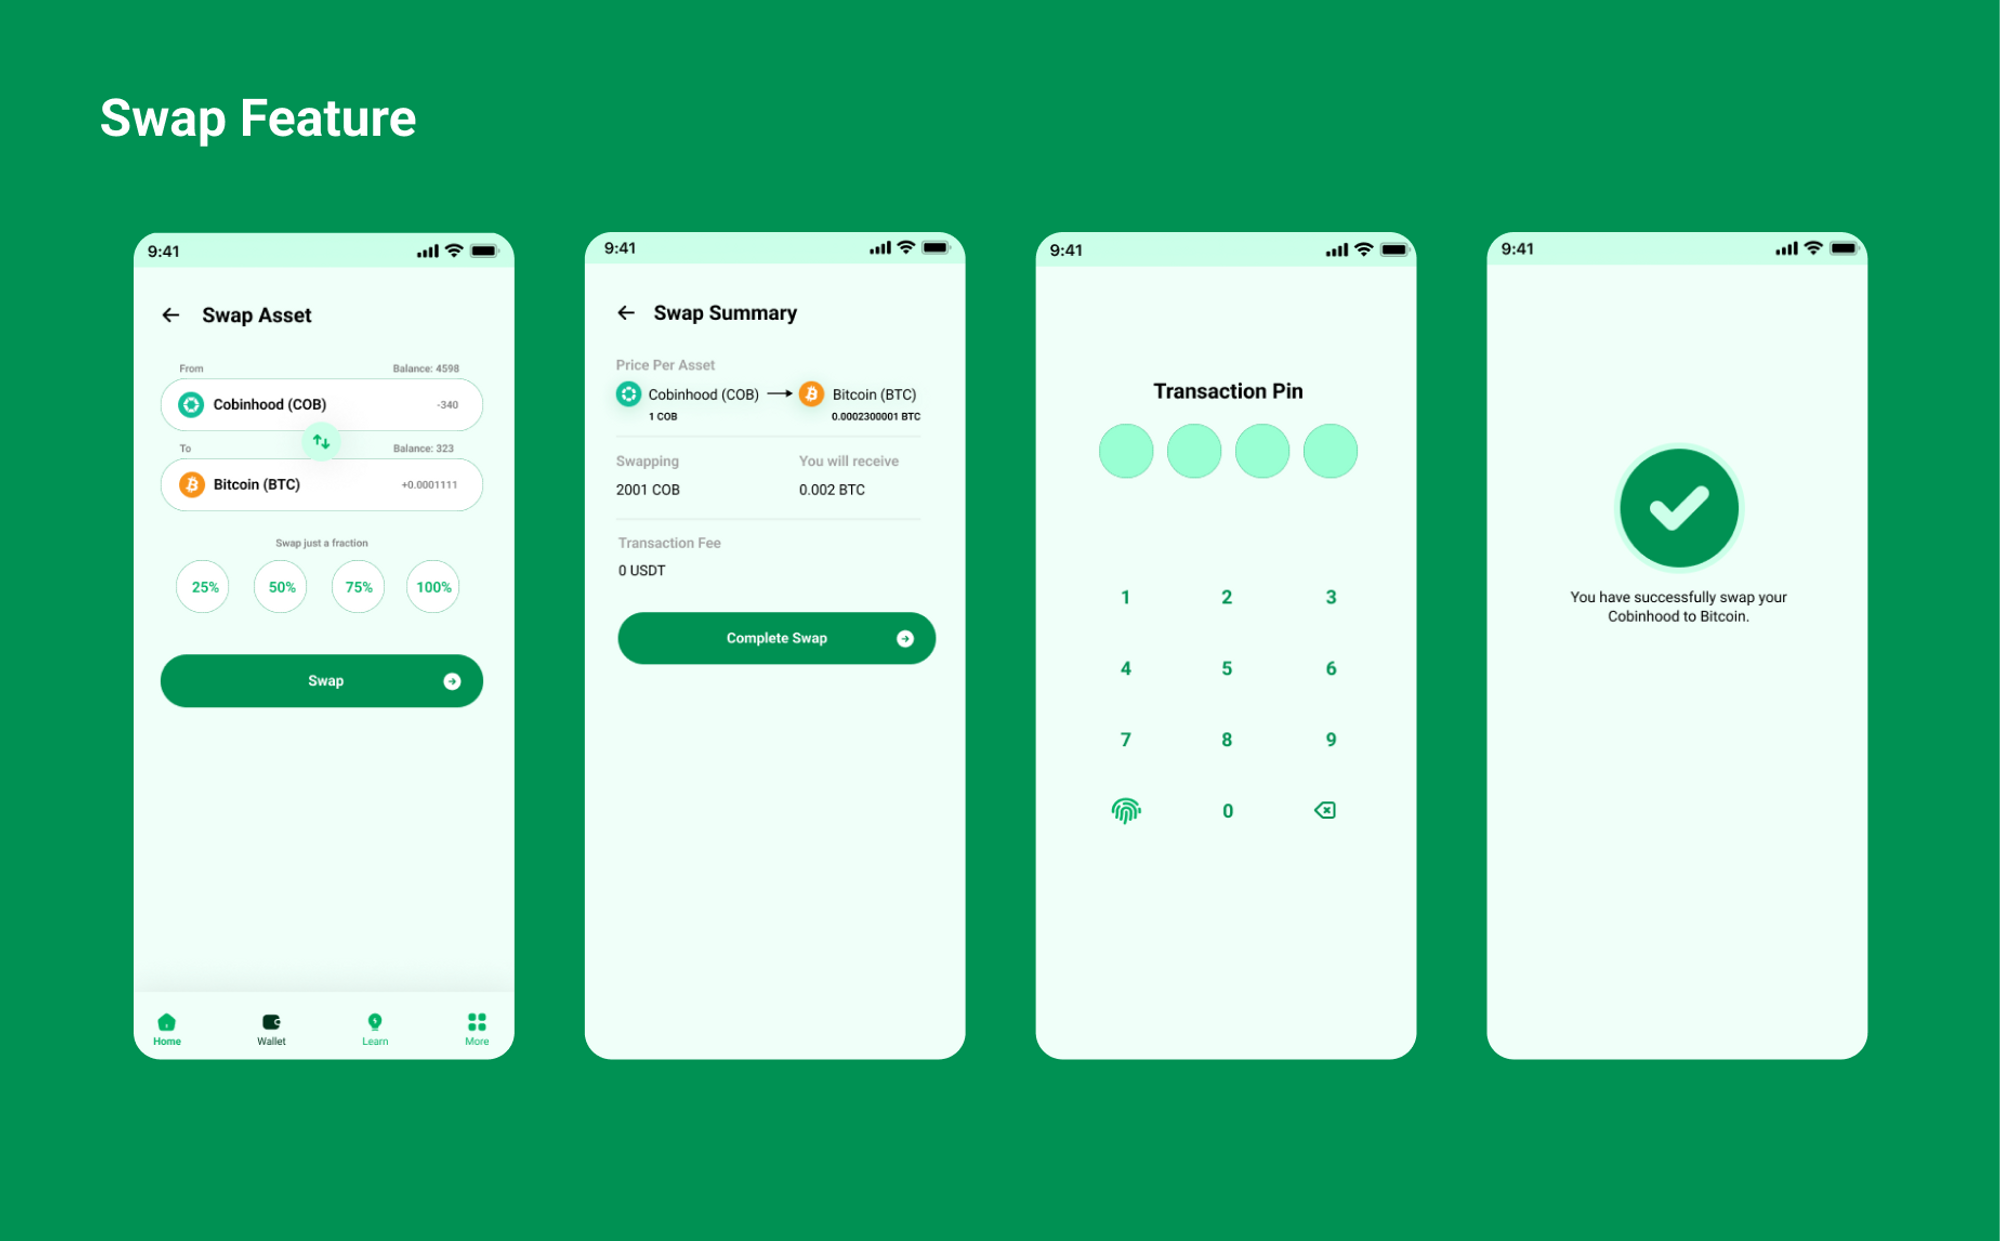 Swap Feature
9:41
Swap Asset
From Balance: 4598
Cobinhood (COB) -340
To Balance: 323
Bitcoin (BTC) +0.0001111
Swap just a fraction
25% 50% 75% 100%
Swap
Home Wallet Learn More
9:41
Swap Summary
Price Per Asset
Cobinhood (COB) Bitcoin (BTC)
1 COB 0.0002300001 BTC
Swapping You will receive
2001 COB 0.002 BTC
Transaction Fee
0 USDT
Complete Swap
9:41
Transaction Pin
1 2 3
4 5 6
7 8 9
0
9:41
You have successfully swap your
Cobinhood to Bitcoin.